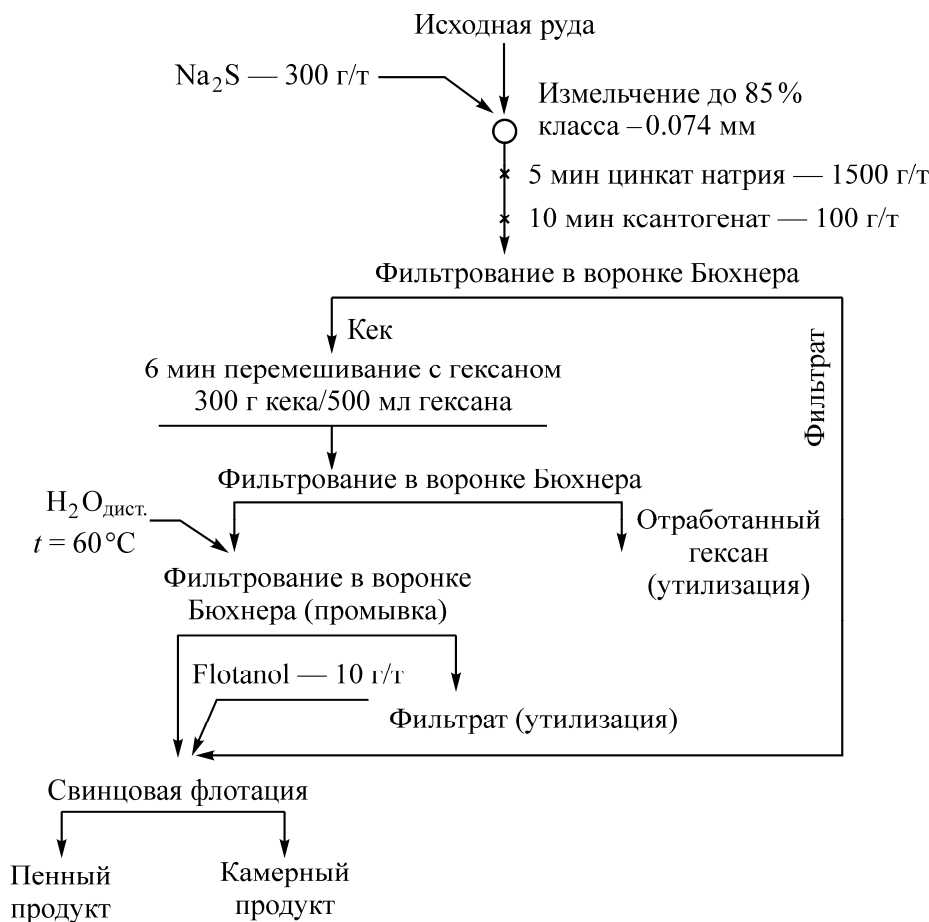 Исходная руда
Na₂S — 300 г/т
Измельчение до 85 %
класса –0.074 мм
5 мин цинкат натрия — 1500 г/т
10 мин ксантогенат — 100 г/т
Фильтрование в воронке Бюхнера
Кек
Фильтрат
6 мин перемешивание с гексаном
300 г кека/500 мл гексана
Фильтрование в воронке Бюхнера
H₂Oдист.
t = 60 °C
Отработанный
гексан
(утилизация)
Фильтрование в воронке
Бюхнера (промывка)
Flotanol — 10 г/т
Фильтрат (утилизация)
Свинцовая флотация
Пенный
продукт
Камерный
продукт